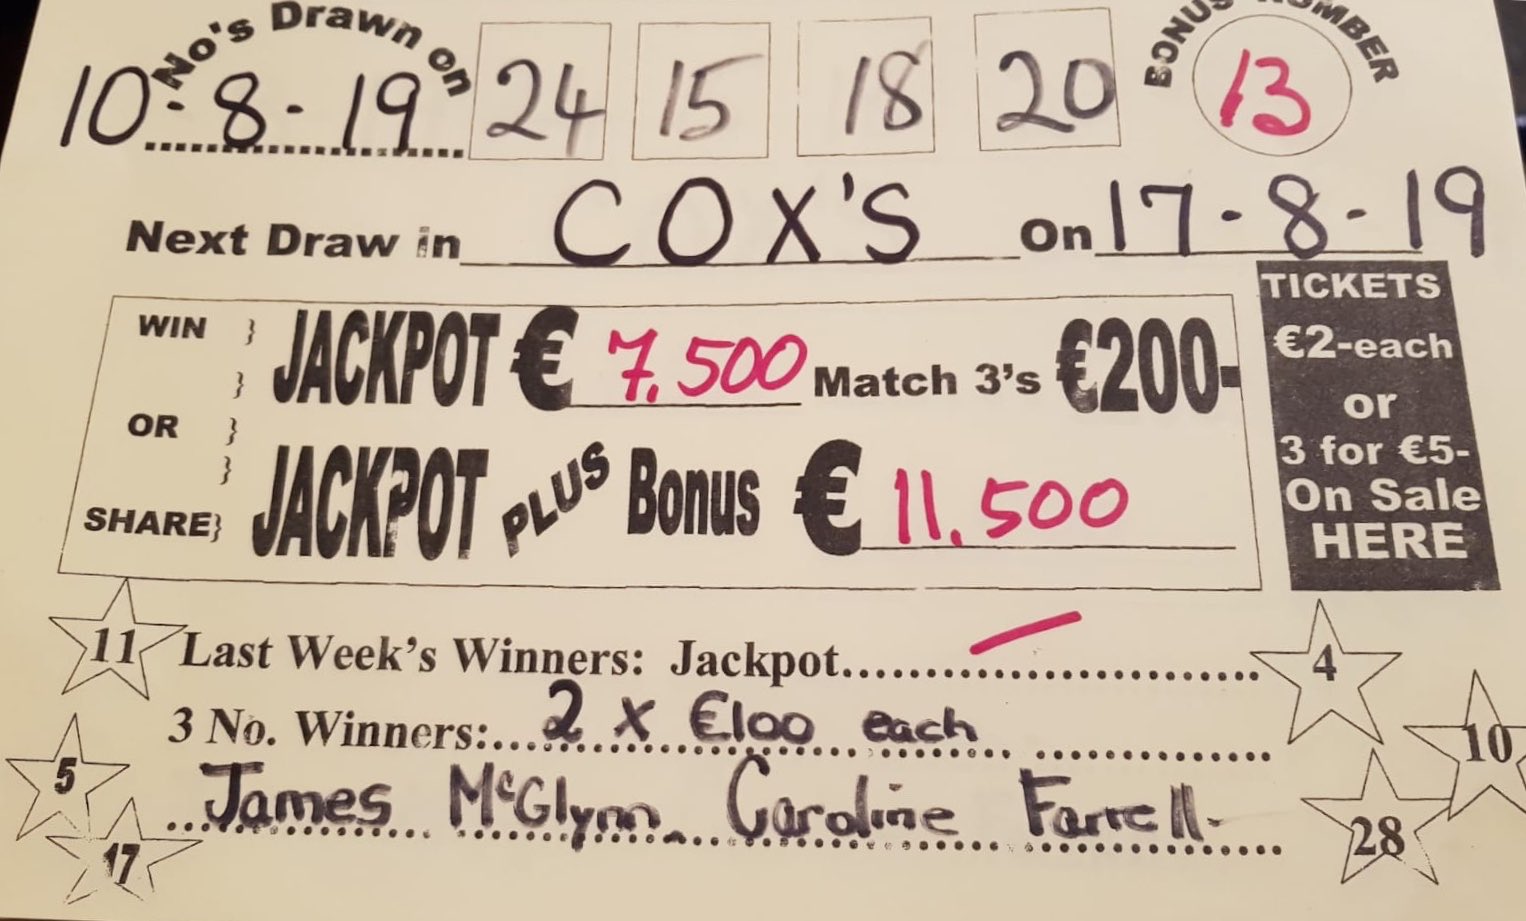 No's Drawn on 10-8-19 24 15 18 20 BONUS NUMBER 13
Next Draw in COX'S on 17-8-19
WIN } JACKPOT € 7.500 Match 3's €200-
}
OR }
}
SHARE} JACKPOT PLUS Bonus € 11.500
TICKETS
€2-each
or
3 for €5-
On Sale
HERE
11 Last Week's Winners: Jackpot — 4
3 No. Winners: 2 x €100 each 10
5 James McGlynn Caroline Farrell.
17 28